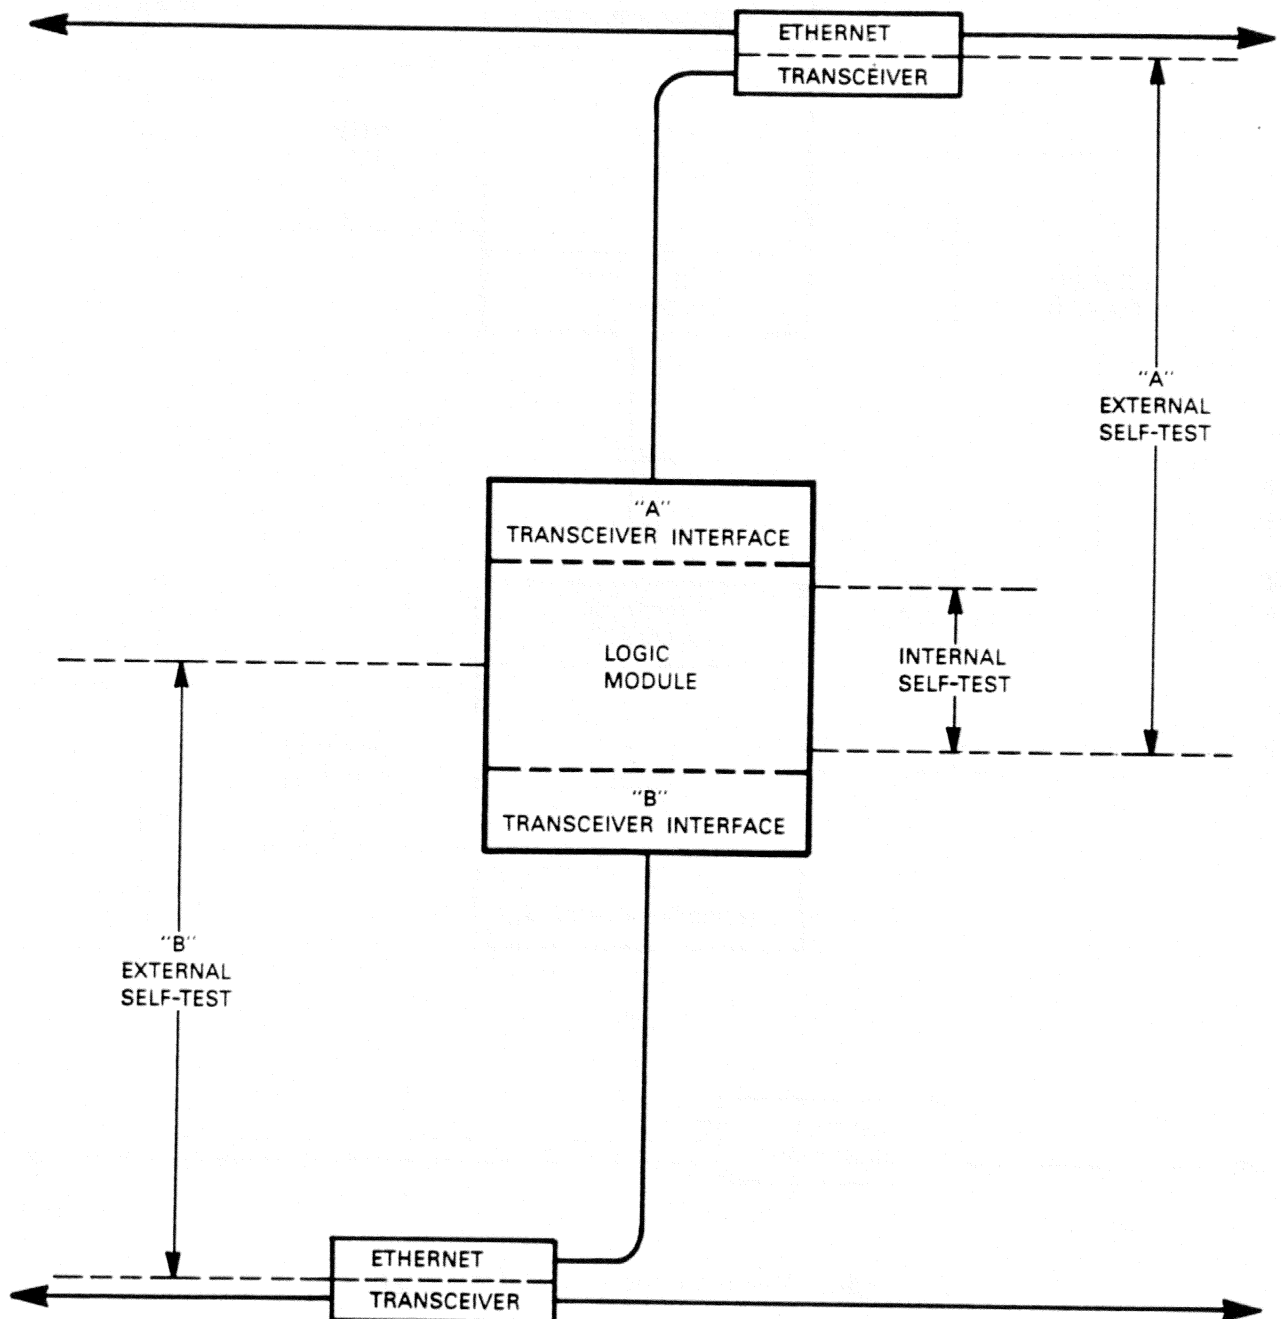 ETHERNET
TRANSCEIVER
"A"
EXTERNAL
SELF-TEST
"A"
TRANSCEIVER INTERFACE
LOGIC
MODULE
INTERNAL
SELF-TEST
"B"
TRANSCEIVER INTERFACE
"B"
EXTERNAL
SELF-TEST
ETHERNET
TRANSCEIVER